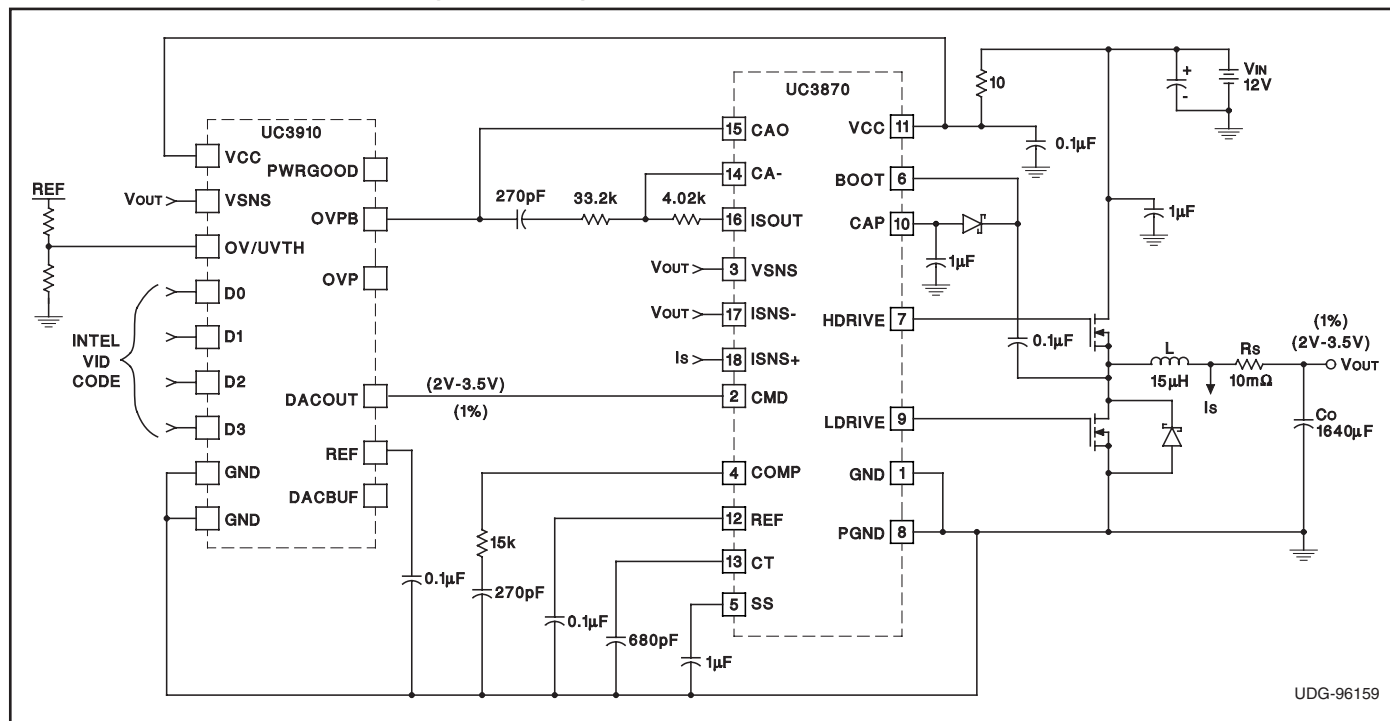 UC3910
VCC
PWRGOOD
VOUT
VSNS
OVPB
REF
OV/UVTH
OVP
D0
D1
INTEL
VID
CODE
D2
D3
DACOUT
REF
GND
DACBUF
GND
270pF
33.2k
4.02k
(2V-3.5V)
(1%)
0.1µF
15k
270pF
0.1µF
680pF
1µF
UC3870
15 CAO
14 CA-
16 ISOUT
VOUT
3 VSNS
VOUT
17 ISNS-
IS
18 ISNS+
2 CMD
4 COMP
12 REF
13 CT
5 SS
VCC 11
BOOT 6
CAP 10
HDRIVE 7
LDRIVE 9
GND 1
PGND 8
10
+
-
VIN
12V
0.1µF
1µF
1µF
0.1µF
L
15µH
IS
RS
10mΩ
(1%)
(2V-3.5V)
VOUT
CO
1640µF
UDG-96159